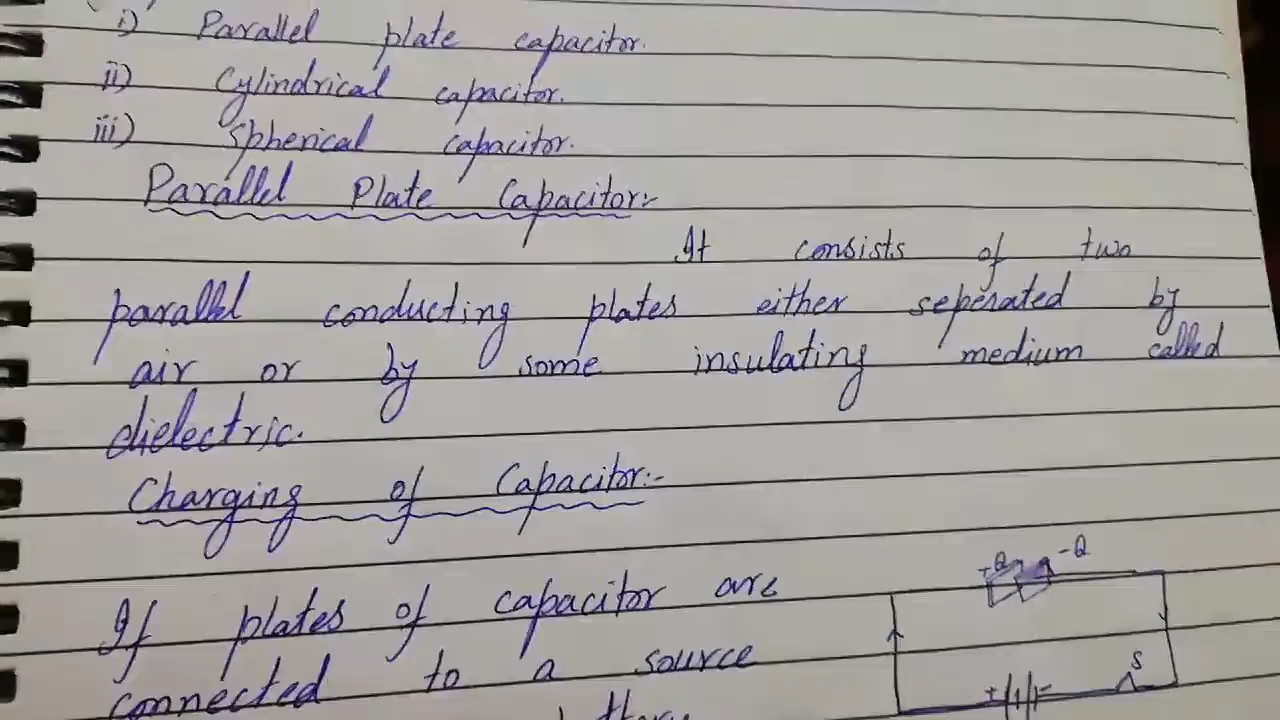 i) Parallel plate capacitor.
ii) Cylindrical capacitor.
iii) Spherical capacitor.
Parallel Plate Capacitor:-
It consists of two
parallel conducting plates either seperated by
air or by some insulating medium called
dielectric.
Charging of Capacitor:-
+Q -Q
If plates of capacitor are
connected to a source
S
+ -